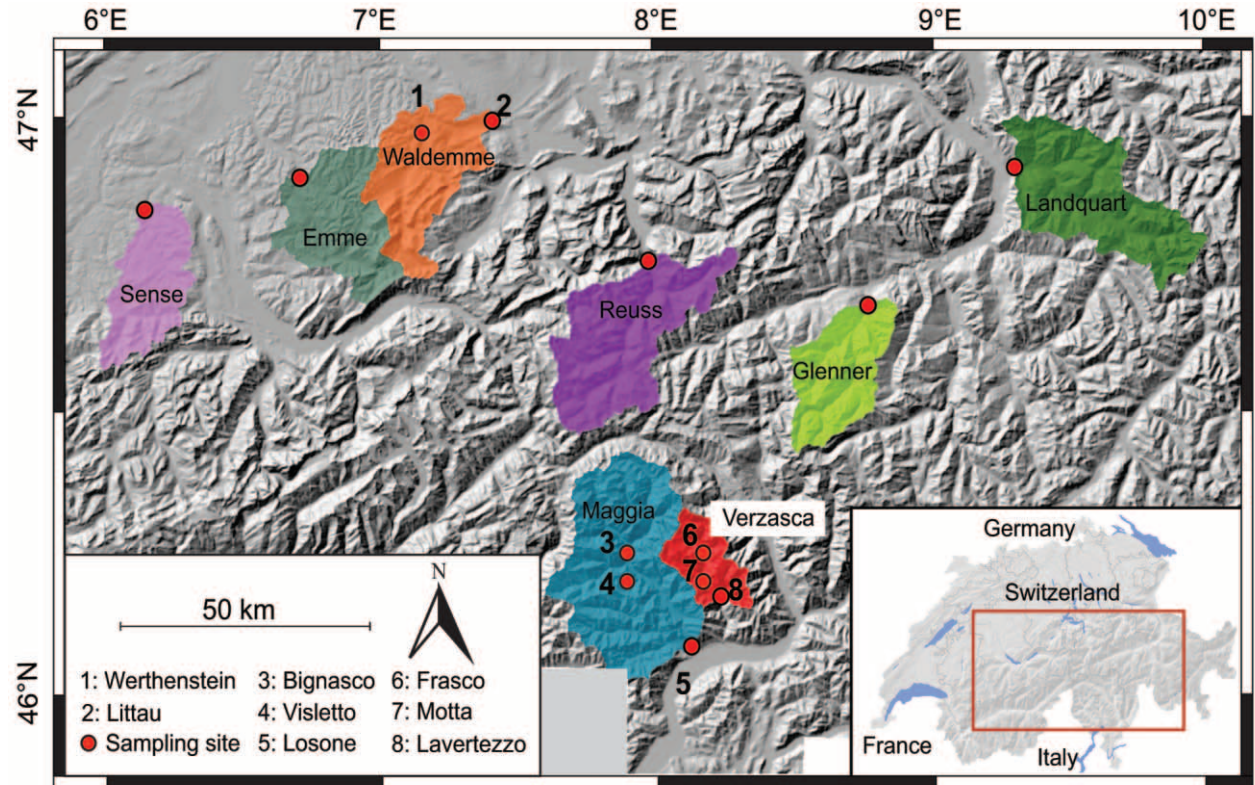 6°E 7°E 8°E 9°E 10°E
47°N
46°N
1
2
Waldemme
Emme
Sense
Landquart
Reuss
Glenner
Maggia
Verzasca
3
4
5
6
7
8
50 km
N
1: Werthenstein 3: Bignasco 6: Frasco
2: Littau 4: Visletto 7: Motta
Sampling site 5: Losone 8: Lavertezzo
Germany
Switzerland
France
Italy